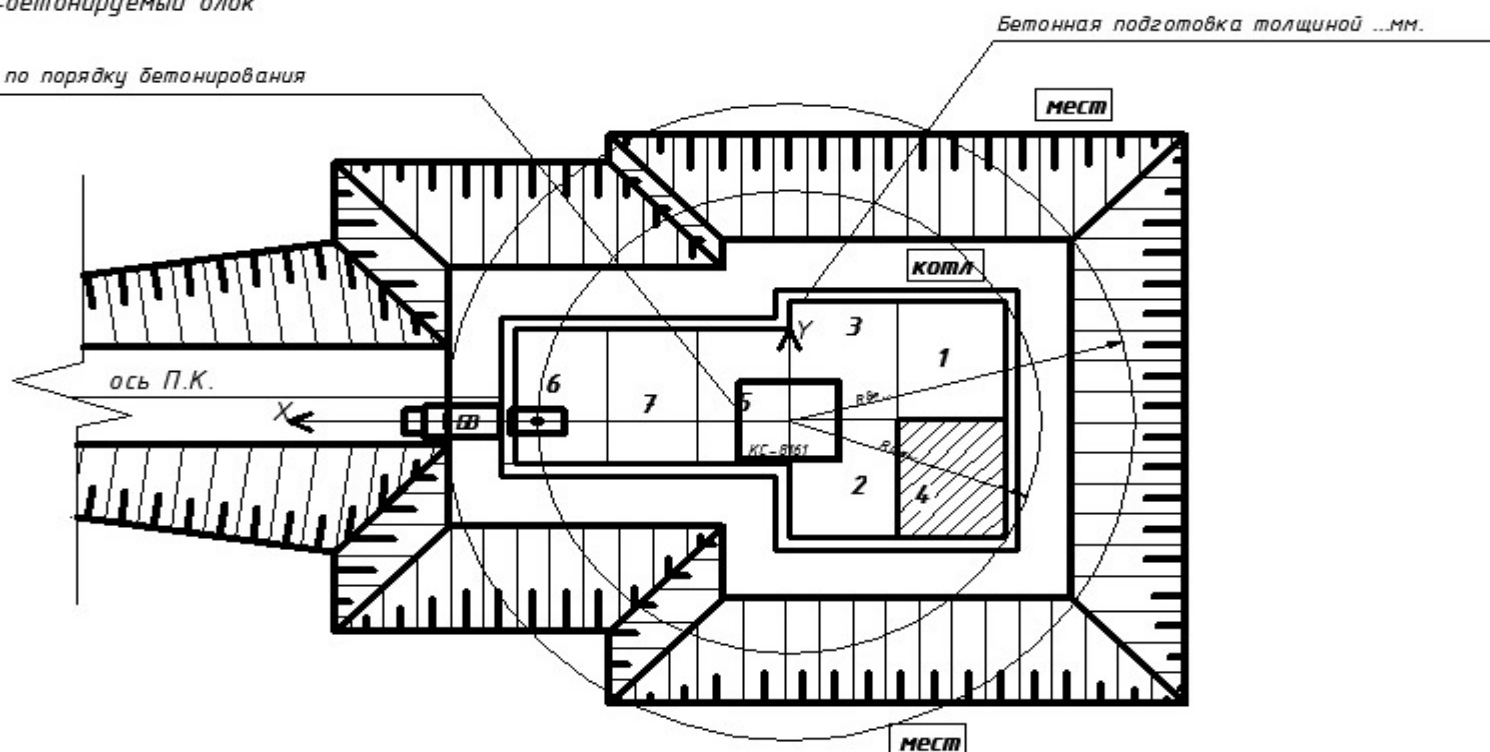 -бетонируемый блок
Бетонная подготовка толщиной ...мм.
по порядку бетонирования
мест
котл
Y
3
1
ось П.К.
6
7
5
X
КС-8161
2
4
мест